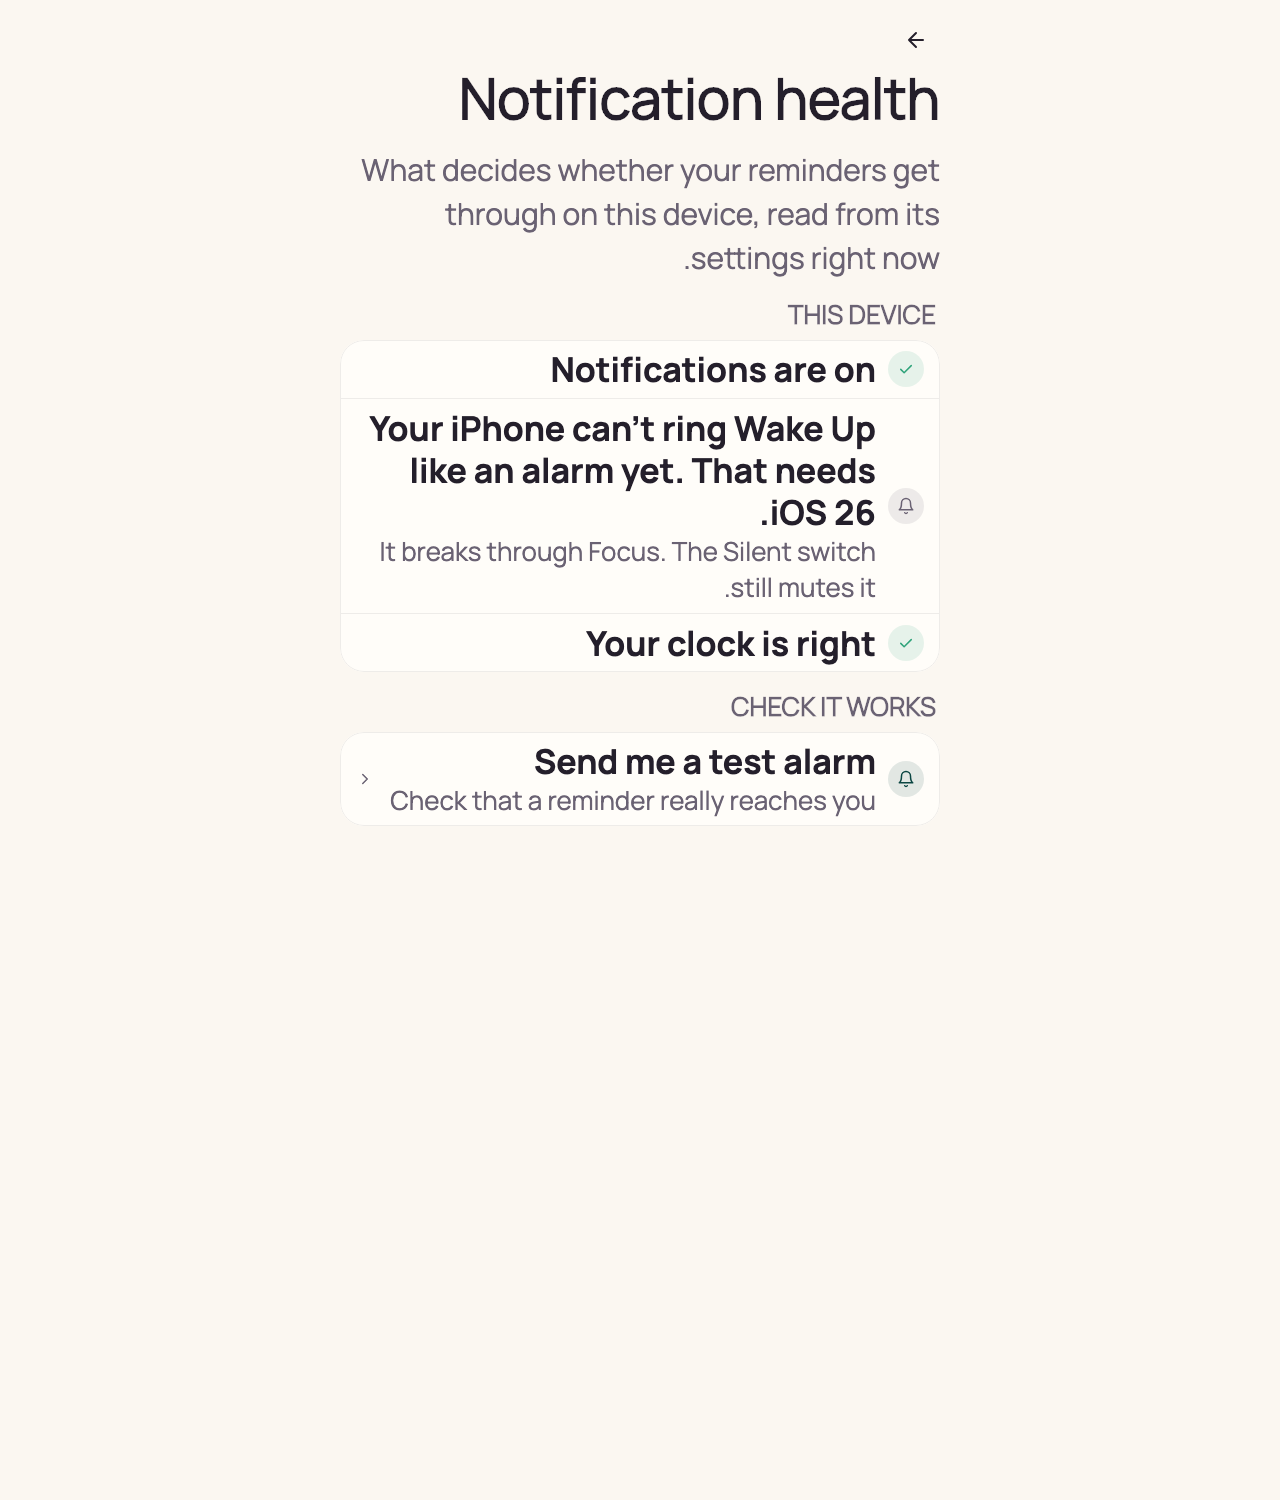 Notification health
What decides whether your reminders get
through on this device, read from its
.settings right now
THIS DEVICE
Notifications are on
Your iPhone can’t ring Wake Up
like an alarm yet. That needs
.iOS 26
It breaks through Focus. The Silent switch
.still mutes it
Your clock is right
CHECK IT WORKS
Send me a test alarm
Check that a reminder really reaches you